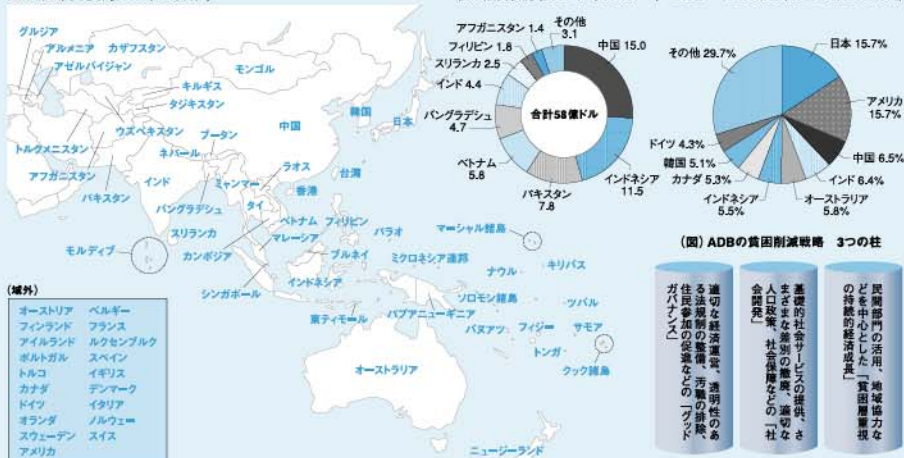 グルジア
アルメニア
カザフスタン
アゼルバイジャン
モンゴル
キルギス
タジキスタン
ウズベキスタン
トルクメニスタン
ブータン
中国
韓国
日本
ネパール
アフガニスタン
ラオス
台湾
パキスタン
インド
ミャンマー
香港
タイ
バングラデシュ
ベトナム
フィリピン
スリランカ
マレーシア
パラオ
マーシャル諸島
モルディブ
カンボジア
ブルネイ
ミクロネシア連邦
キリバス
ナウル
シンガポール
インドネシア
ソロモン諸島
ツバル
東ティモール
パプアニューギニア
バヌアツ
フィジー
サモア
トンガ
クック諸島
オーストラリア
ニュージーランド
(域外)
オーストリア ベルギー
フィンランド フランス
アイルランド ルクセンブルク
ポルトガル スペイン
トルコ イギリス
カナダ デンマーク
ドイツ イタリア
オランダ ノルウェー
スウェーデン スイス
アメリカ
アフガニスタン 1.4
その他
3.1
フィリピン 1.8
中国 15.0
スリランカ 2.5
インド 4.4
バングラデシュ
4.7
合計58億ドル
ベトナム
5.8
パキスタン
7.8
インドネシア
11.5
その他 29.7%
日本 15.7%
アメリカ
15.7%
ドイツ 4.3%
中国 6.5%
韓国 5.1%
インド 6.4%
カナダ 5.3%
インドネシア
5.5%
オーストラリア
5.8%
(図) ADBの貧困削減戦略 3つの柱
民間部門の活用、地域協力な
どを中心とした「貧困層重視
の持続的経済成長」
基礎的社会サービスの提供、さ
まざまな差別の撤廃、適切な
人口政策、社会保障などの「社
会開発」
適切な経済運営、透明性のあ
る法規制の整備、汚職の排除、
住民参加の促進などの「グッド
ガバナンス」